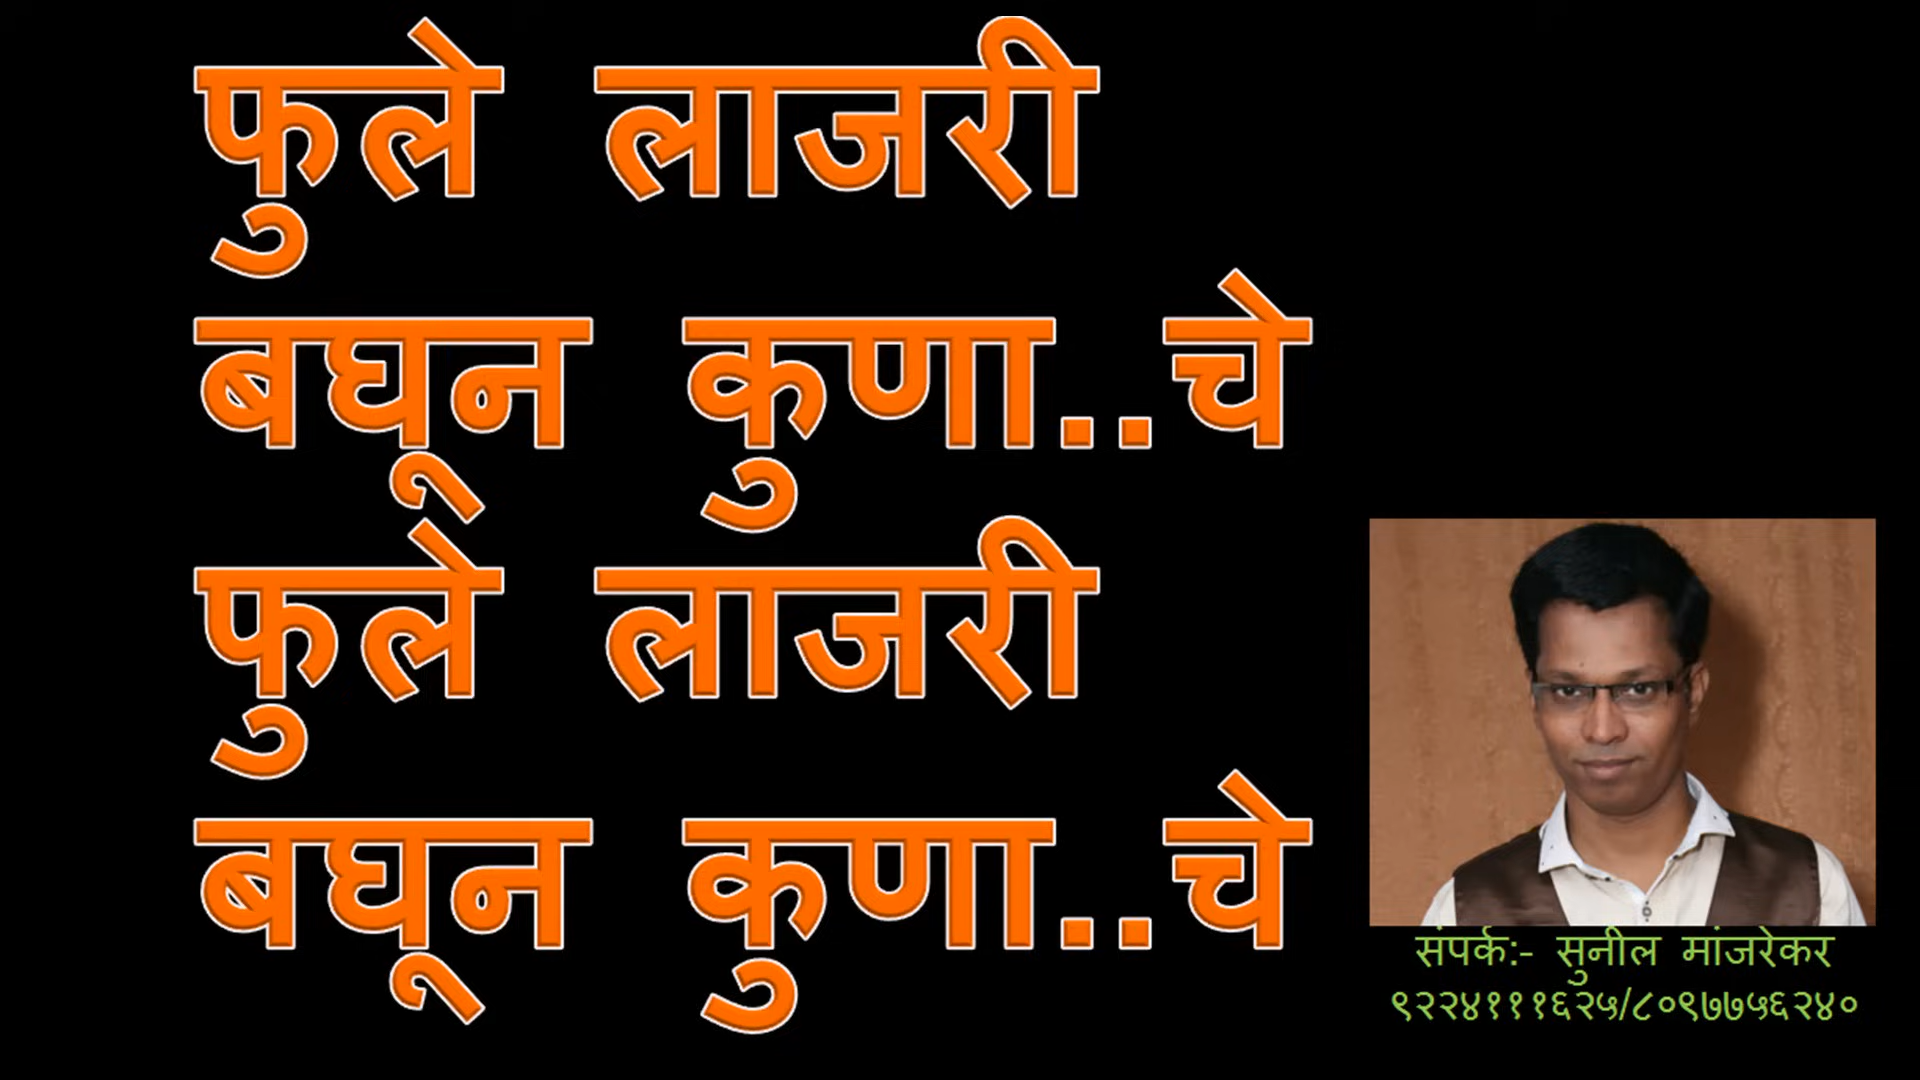 फुले लाजरी
बघून कुणा..चे
फुले लाजरी
बघून कुणा..चे
संपर्क:- सुनील मांजरेकर
९२२४१११६२५/८०९७७५६२४०